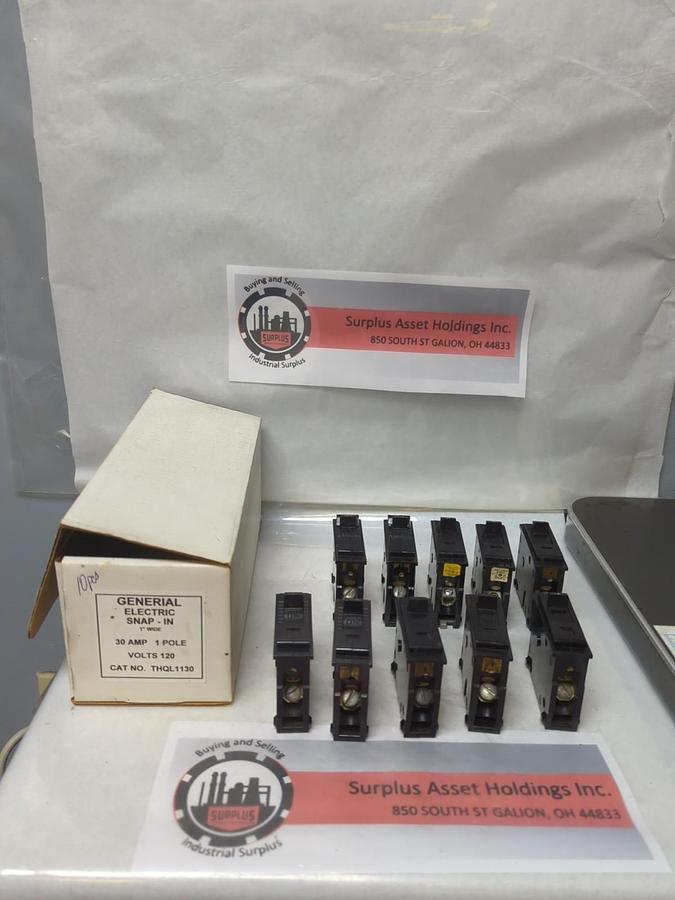 Buying and Selling
SURPLUS
Industrial Surplus
Surplus Asset Holdings Inc.
850 SOUTH ST GALION, OH 44833
10pcs
GENERIAL
ELECTRIC
SNAP - IN
1" WIDE
30 AMP 1 POLE
VOLTS 120
CAT NO. THQL1130
Buying and Selling
SURPLUS
Industrial Surplus
Surplus Asset Holdings Inc.
850 SOUTH ST GALION, OH 44833